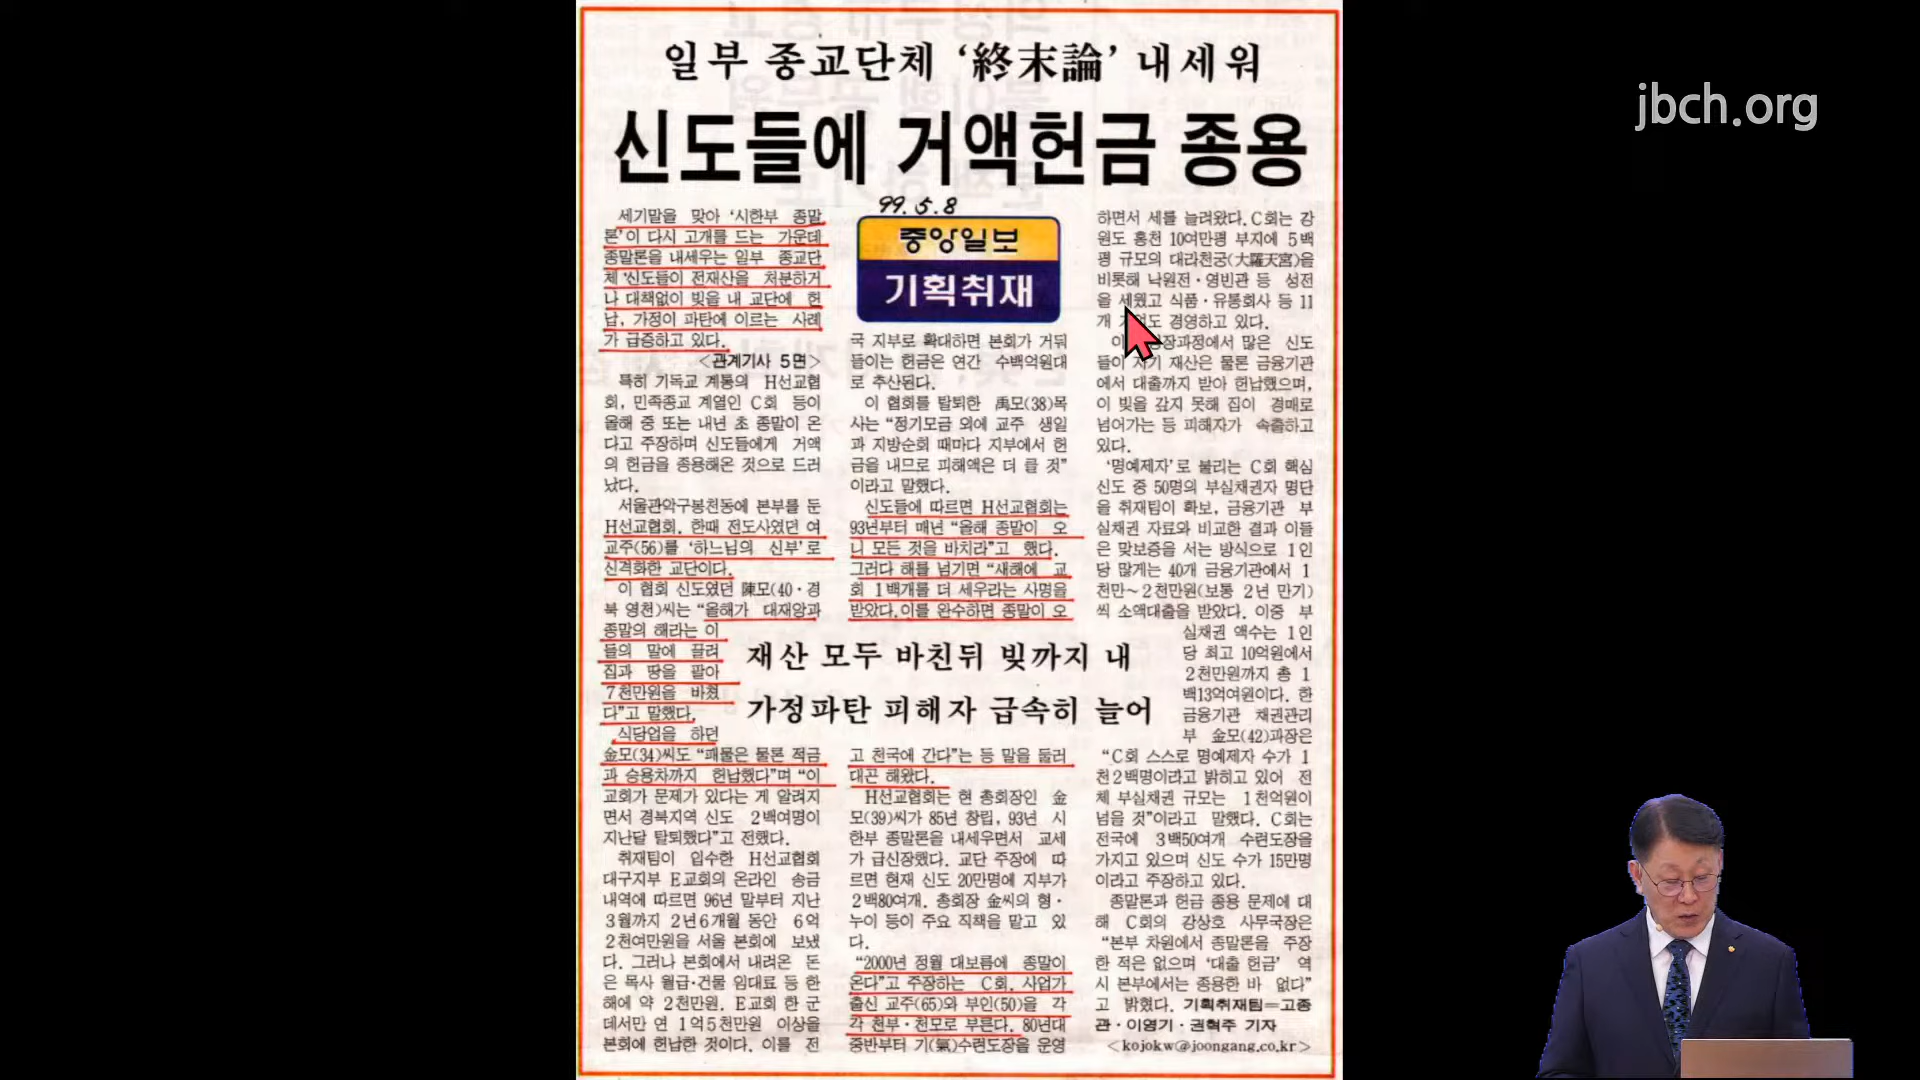 일부 종교단체 ‘終末論’ 내세워
신도들에 거액헌금 종용
jbch.org
99.5.8
중앙일보
기획취재
세기말을 맞아 ‘시한부 종말
론’이 다시 고개를 드는 가운데
종말론을 내세우는 일부 종교단
체 신도들이 전재산을 처분하거
나 대책없이 빚을 내 교단에 헌
납, 가정이 파탄에 이르는 사례
가 급증하고 있다.
<관계기사 5면>
특히 기독교 계통의 H선교협
회, 민족종교 계열인 C회 등이
올해 중 또는 내년 초 종말이 온
다고 주장하며 신도들에게 거액
의 헌금을 종용해온 것으로 드러
났다.
서울관악구봉천동에 본부를 둔
H선교협회. 한때 전도사였던 여
교주(56)를 ‘하느님의 신부’로
신격화한 교단이다.
이 협회 신도였던 陳모(40·경
북 영천)씨는 “올해가 대재앙과
종말의 해라는 이
들의 말에 끌려
집과 땅을 팔아
7천만원을 바쳤
다”고 말했다.
식당업을 하던
金모(34)씨도 “패물은 물론 적금
과 승용차까지 헌납했다”며 “이
교회가 문제가 있다는 게 알려지
면서 경북지역 신도 2백여명이
지난달 탈퇴했다”고 전했다.
취재팀이 입수한 H선교협회
대구지부 E교회의 온라인 송금
내역에 따르면 96년 말부터 지난
3월까지 2년6개월 동안 6억
2천여만원을 서울 본회에 보냈
다. 그러나 본회에서 내려온 돈
은 목사 월급·건물 임대료 등 한
해에 약 2천만원. E교회 한 군
데서만 연 1억5천만원 이상을
본회에 헌납한 것이다. 이를 전
국 지부로 확대하면 본회가 거둬
들이는 헌금은 연간 수백억원대
로 추산된다.
이 협회를 탈퇴한 禹모(38)목
사는 “정기모금 외에 교주 생일
과 지방순회 때마다 지부에서 헌
금을 내므로 피해액은 더 클 것”
이라고 말했다.
신도들에 따르면 H선교협회는
93년부터 매년 “올해 종말이 오
니 모든 것을 바치라”고 했다.
그러다 해를 넘기면 “새해에 교
회 1백개를 더 세우라는 사명을
받았다. 이를 완수하면 종말이 오
재산 모두 바친뒤 빚까지 내
가정파탄 피해자 급속히 늘어
고 천국에 간다”는 등 말을 둘러
대곤 해왔다.
H선교협회는 현 총회장인 金
모(39)씨가 85년 창립, 93년 시
한부 종말론을 내세우면서 교세
가 급신장했다. 교단 주장에 따
르면 현재 신도 20만명에 지부가
2백80여개. 총회장 金씨의 형·
누이 등이 주요 직책을 맡고 있
다.
“2000년 정월 대보름에 종말이
온다”고 주장하는 C회. 사업가
출신 교주(65)와 부인(50)을 각
각 천부·천모로 부른다. 80년대
중반부터 기(氣)수련도장을 운영
하면서 세를 늘려왔다. C회는 강
원도 홍천 10여만평 부지에 5백
평 규모의 대라천궁(大羅天宮)을
비롯해 낙원전·영빈관 등 성전
을 세웠고 식품·유통회사 등 11
개 도 경영하고 있다.
장과정에서 많은 신도
들이 자기 재산은 물론 금융기관
에서 대출까지 받아 헌납했으며,
이 빚을 갚지 못해 집이 경매로
넘어가는 등 피해자가 속출하고
있다.
‘명예제자’로 불리는 C회 핵심
신도 중 50명의 부실채권자 명단
을 취재팀이 확보, 금융기관 부
실채권 자료와 비교한 결과 이들
은 맞보증을 서는 방식으로 1인
당 많게는 40개 금융기관에서 1
천만∼2천만원(보통 2년 만기)
씩 소액대출을 받았다. 이중 부
실채권 액수는 1인
당 최고 10억원에서
2천만원까지 총 1
백13억여원이다. 한
금융기관 채권관리
부 金모(42)과장은
“C회 스스로 명예제자 수가 1
천2백명이라고 밝히고 있어 전
체 부실채권 규모는 1천억원이
넘을 것”이라고 말했다. C회는
전국에 3백50여개 수련도장을
가지고 있으며 신도 수가 15만명
이라고 주장하고 있다.
종말론과 헌금 종용 문제에 대
해 C회의 강상호 사무국장은
“본부 차원에서 종말론을 주장
한 적은 없으며 ‘대출 헌금’ 역
시 본부에서는 종용한 바 없다”
고 밝혔다. 기획취재팀=고종
관·이영기·권혁주 기자
<kojokw@joongang.co.kr>